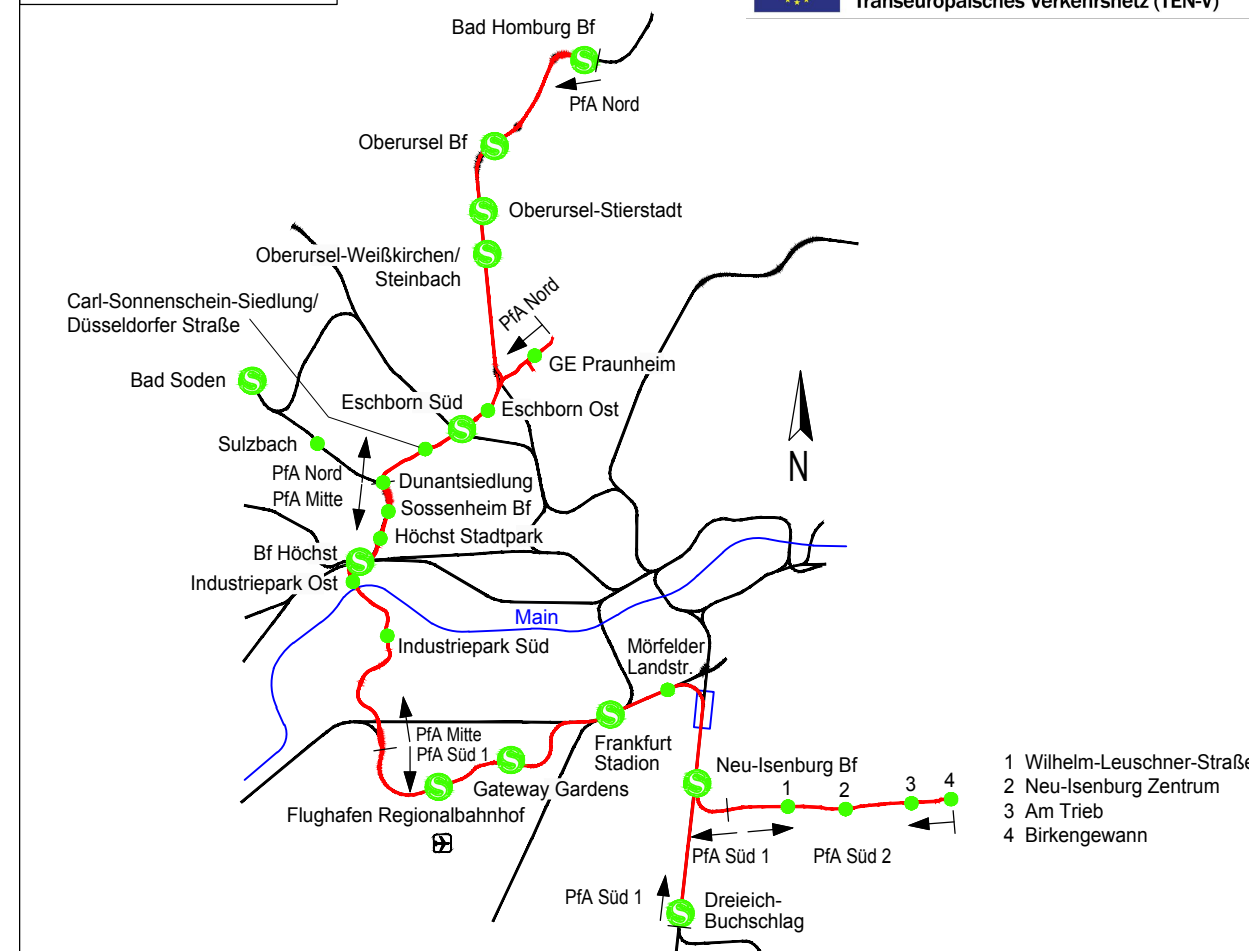 Transeuropäisches Verkehrsnetz (TEN-V)
Bad Homburg Bf
PfA Nord
Oberursel Bf
Oberursel-Stierstadt
Oberursel-Weißkirchen/
Steinbach
PfA Nord
Carl-Sonnenschein-Siedlung/
Düsseldorfer Straße
GE Praunheim
Bad Soden
Eschborn Süd
Eschborn Ost
Sulzbach
PfA Nord
PfA Mitte
Dunantsiedlung
Sossenheim Bf
N
Höchst Stadtpark
Bf Höchst
Industriepark Ost
Main
Industriepark Süd
Mörfelder
Landstr.
PfA Mitte
PfA Süd 1
Frankfurt
Stadion
Gateway Gardens
Flughafen Regionalbahnhof
Neu-Isenburg Bf
1
2
3
4
1 Wilhelm-Leuschner-Straße
2 Neu-Isenburg Zentrum
3 Am Trieb
4 Birkengewann
PfA Süd 1
PfA Süd 2
PfA Süd 1
Dreieich-
Buchschlag